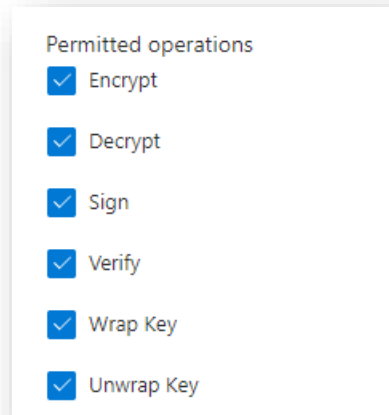 Permitted operations
Encrypt
Decrypt
Sign
Verify
Wrap Key
Unwrap Key